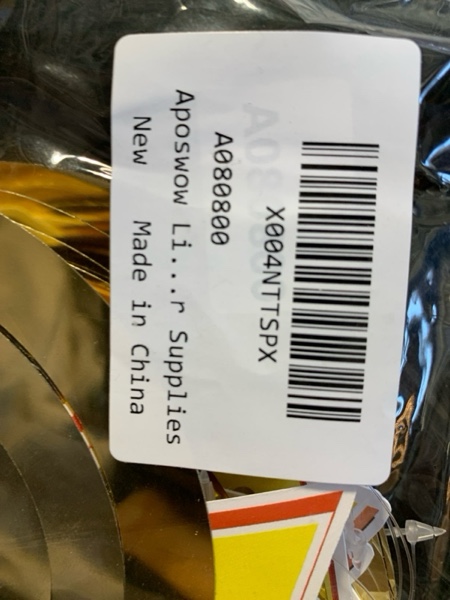 X004NTTSPX
A080800
Aposwow Li...r Supplies
New Made in China